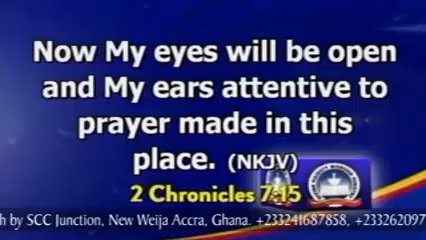 Now My eyes will be open
and My ears attentive to
prayer made in this
place. (NKJV)
2 Chronicles 7:15
h by SCC Junction, New Weija Accra, Ghana. +233241687858, +23326209